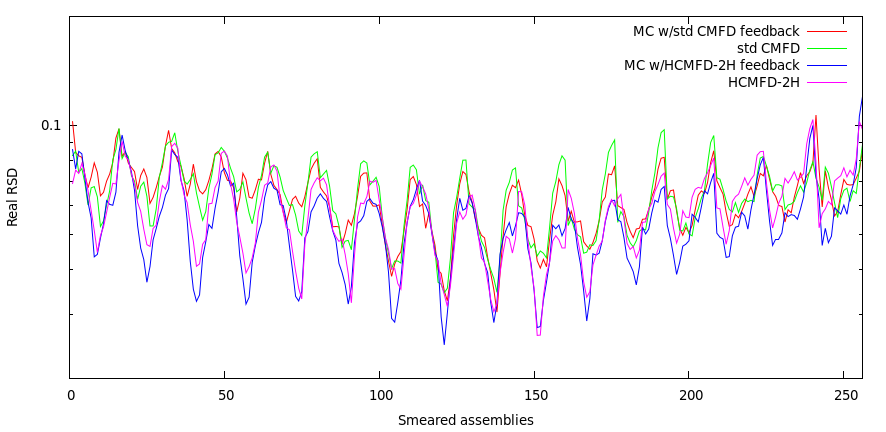 MC w/std CMFD feedback
std CMFD
MC w/HCMFD-2H feedback
HCMFD-2H
0.1
Real RSD
0 50 100 150 200 250
Smeared assemblies